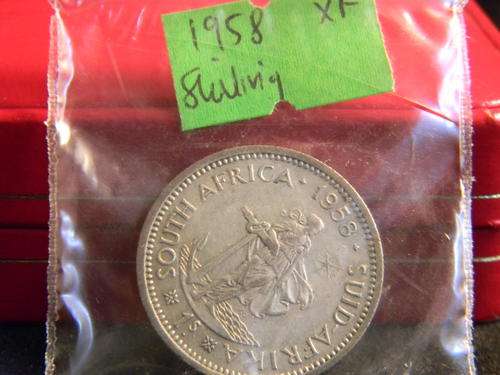 1958 XF
Shilling
SOUTH AFRICA · 1958 · SUID-AFRIKA
1S